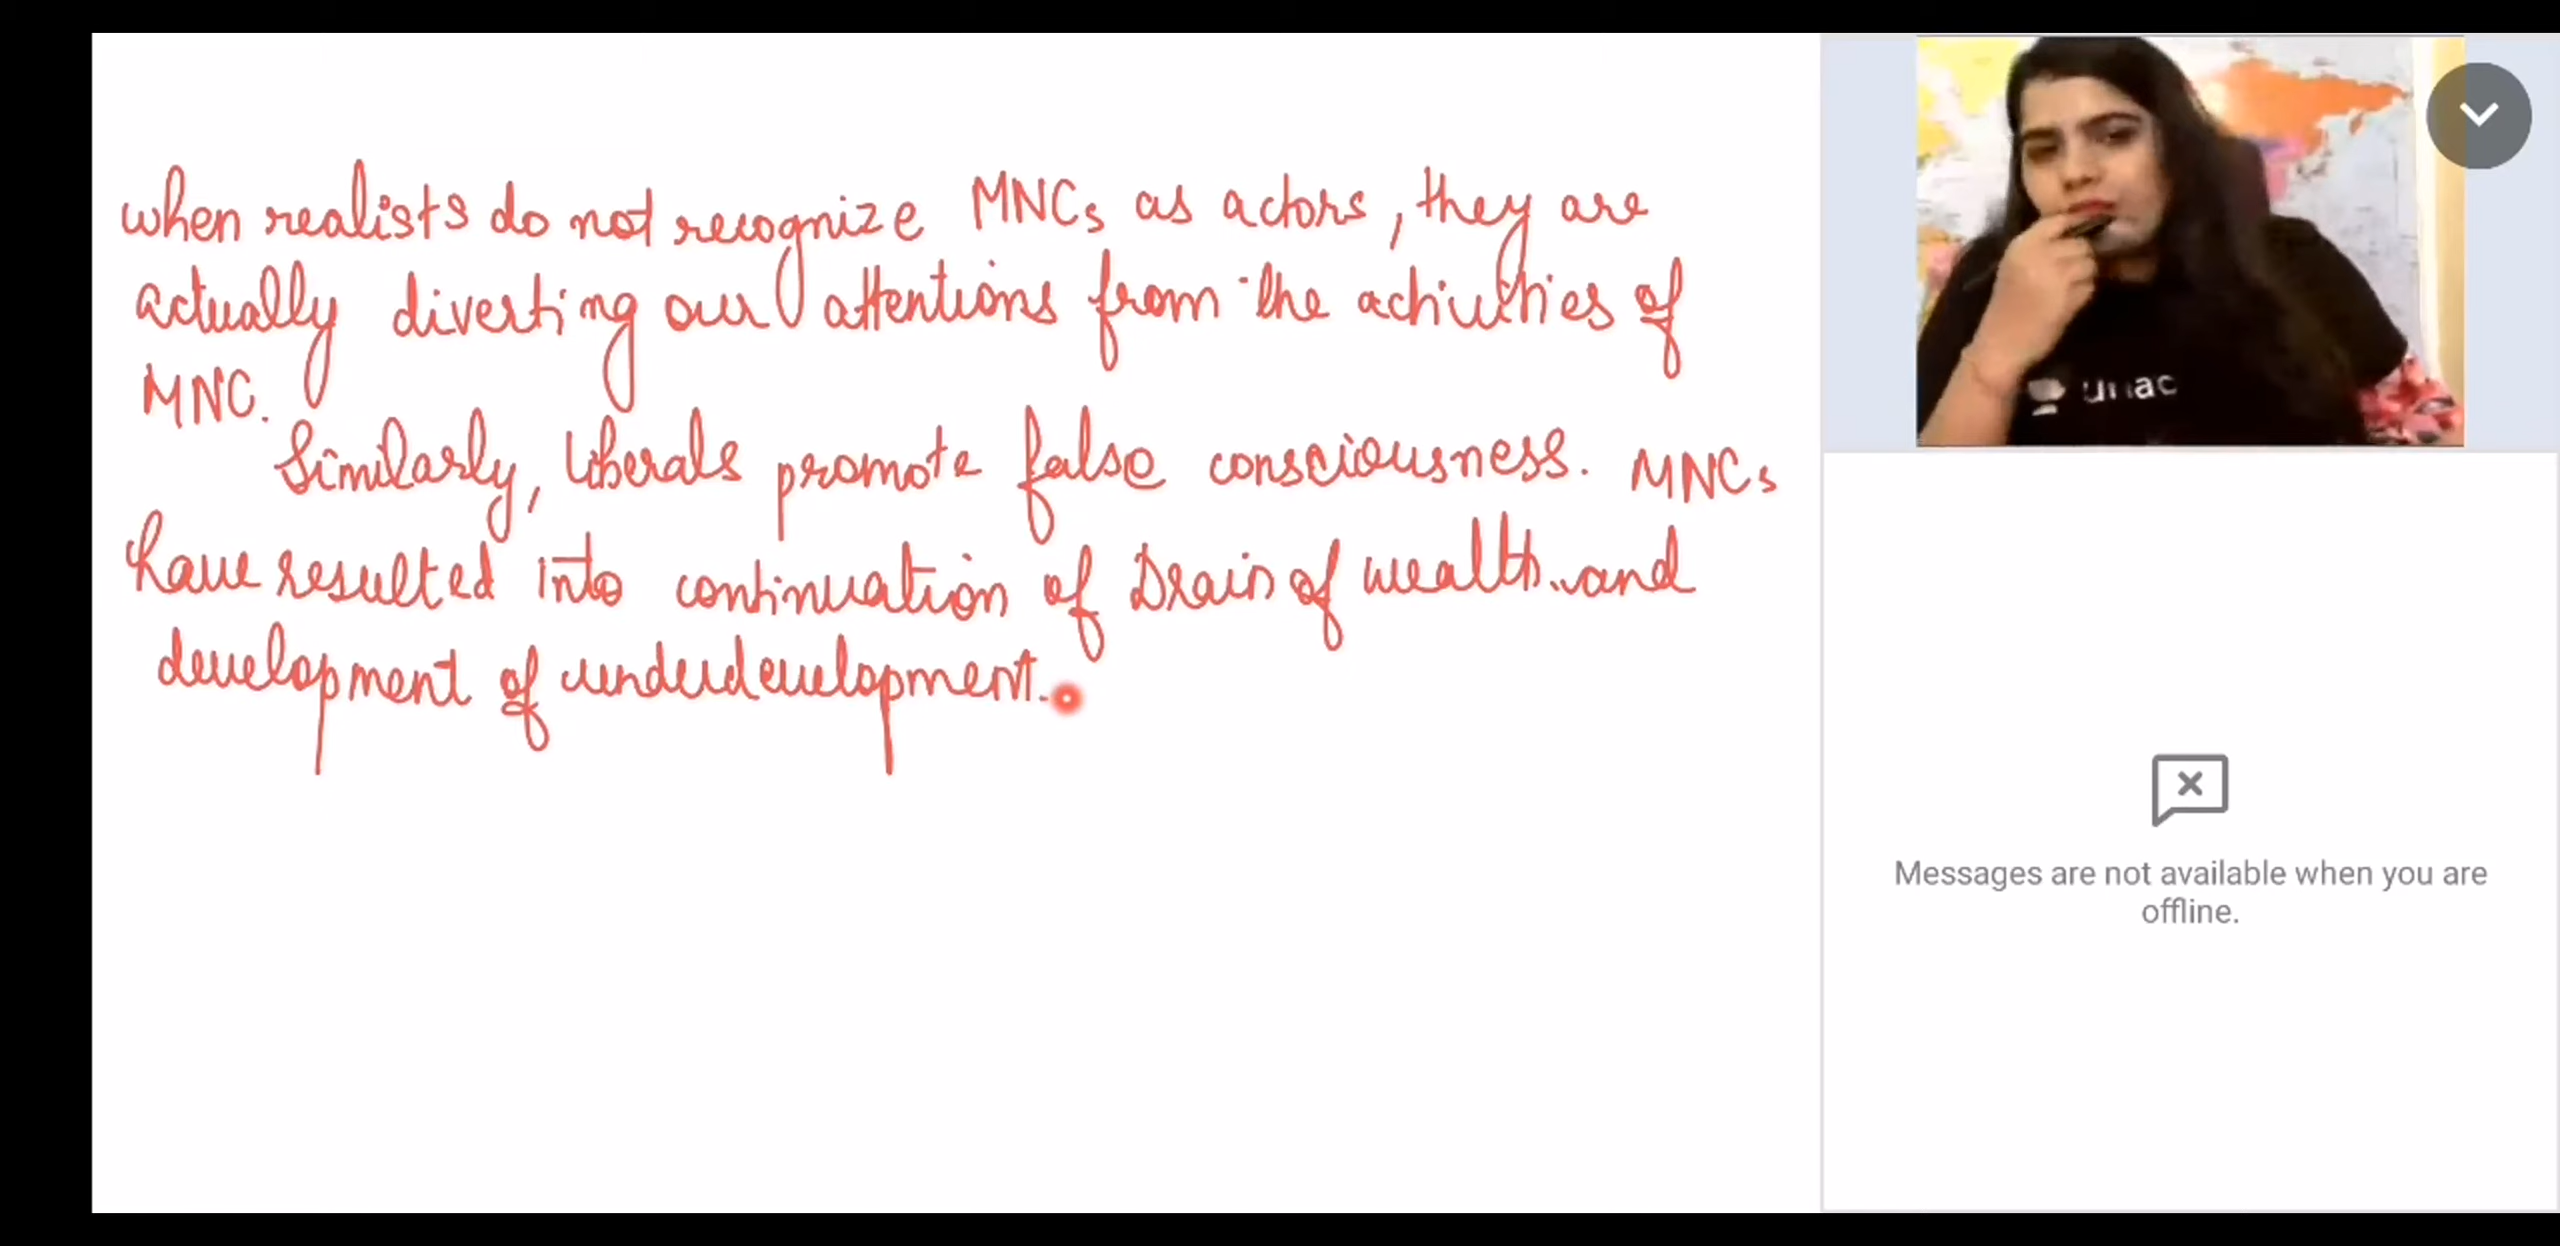 when realists do not recognize MNCs as actors, they are
actually diverting our attentions from the activities of
MNC.
Similarly, liberals promote false consciousness. MNCs
have resulted into continuation of Drain of wealth and
development of underdevelopment.
unac
Messages are not available when you are
offline.